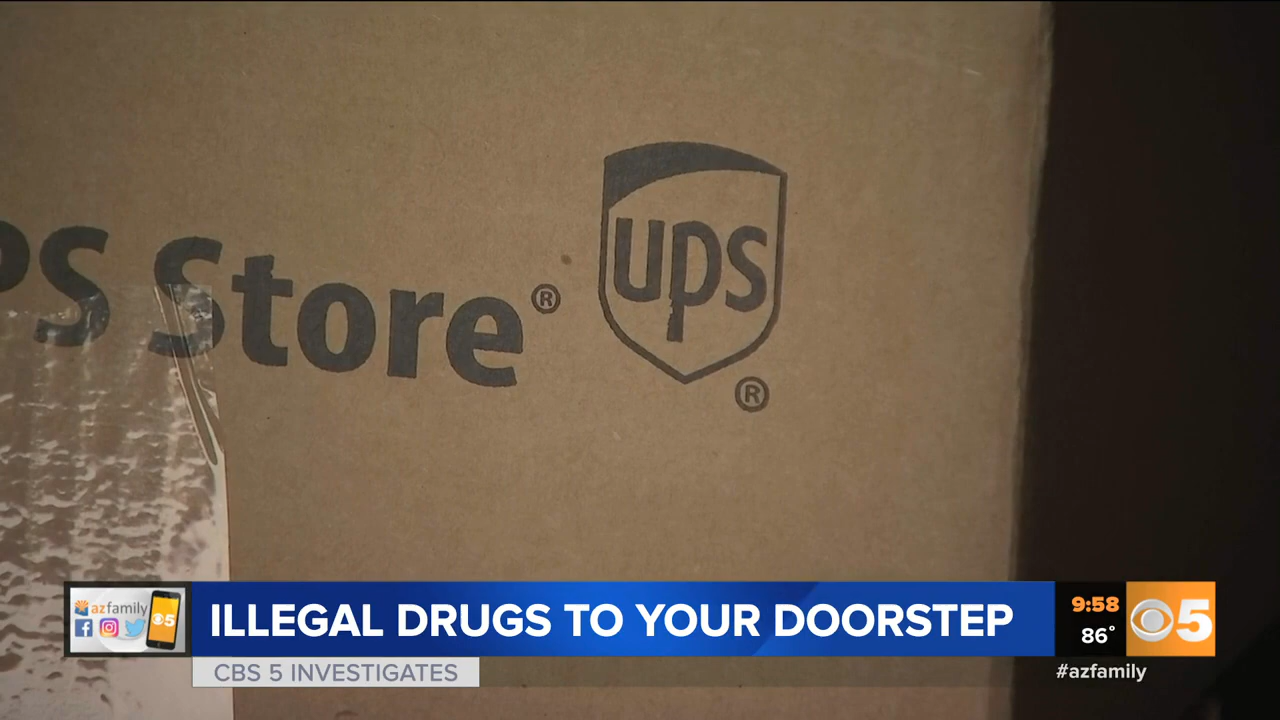 PS Store®
ups
®
azfamily
5
ILLEGAL DRUGS TO YOUR DOORSTEP
CBS 5 INVESTIGATES
9:58
86°
5
#azfamily